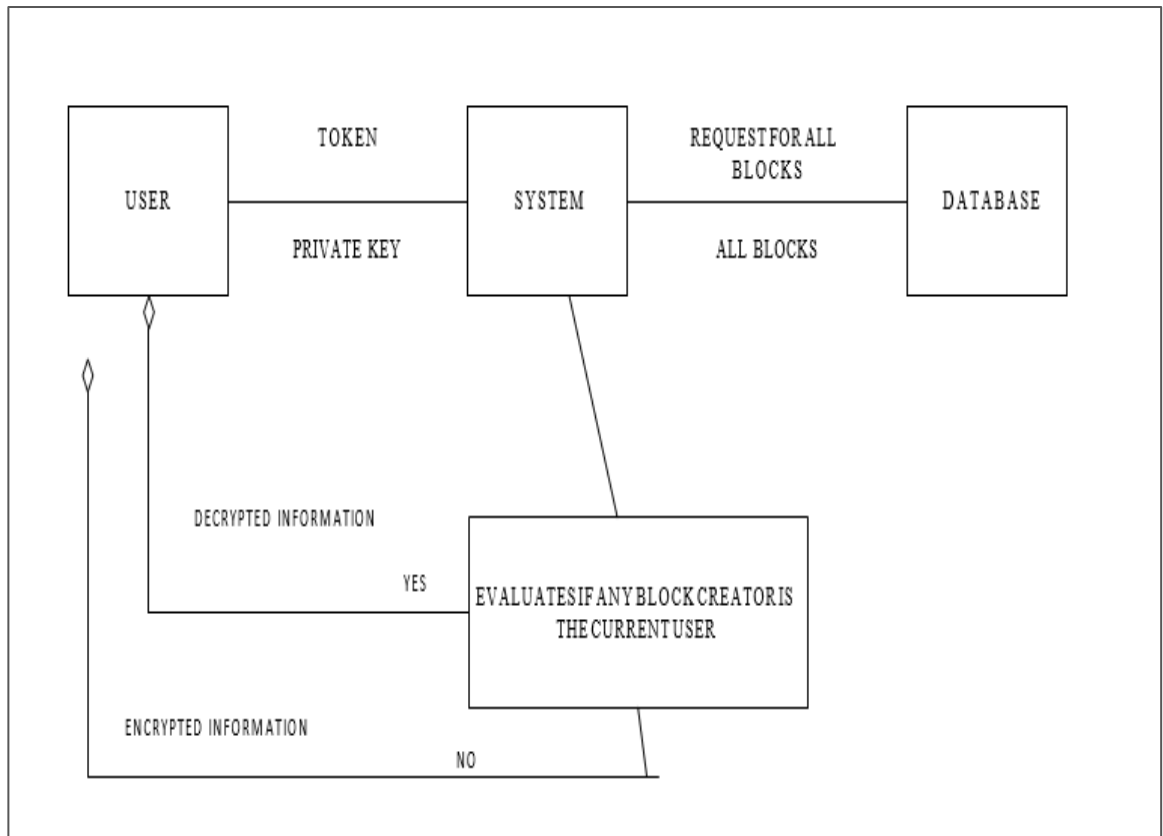 TOKEN
REQUEST FOR ALL
BLOCKS
USER
SYSTEM
DATABASE
PRIVATE KEY
ALL BLOCKS
DECRYPTED INFORMATION
YES
EVALUATES IF ANY BLOCK CREATOR IS
THE CURRENT USER
ENCRYPTED INFORMATION
NO